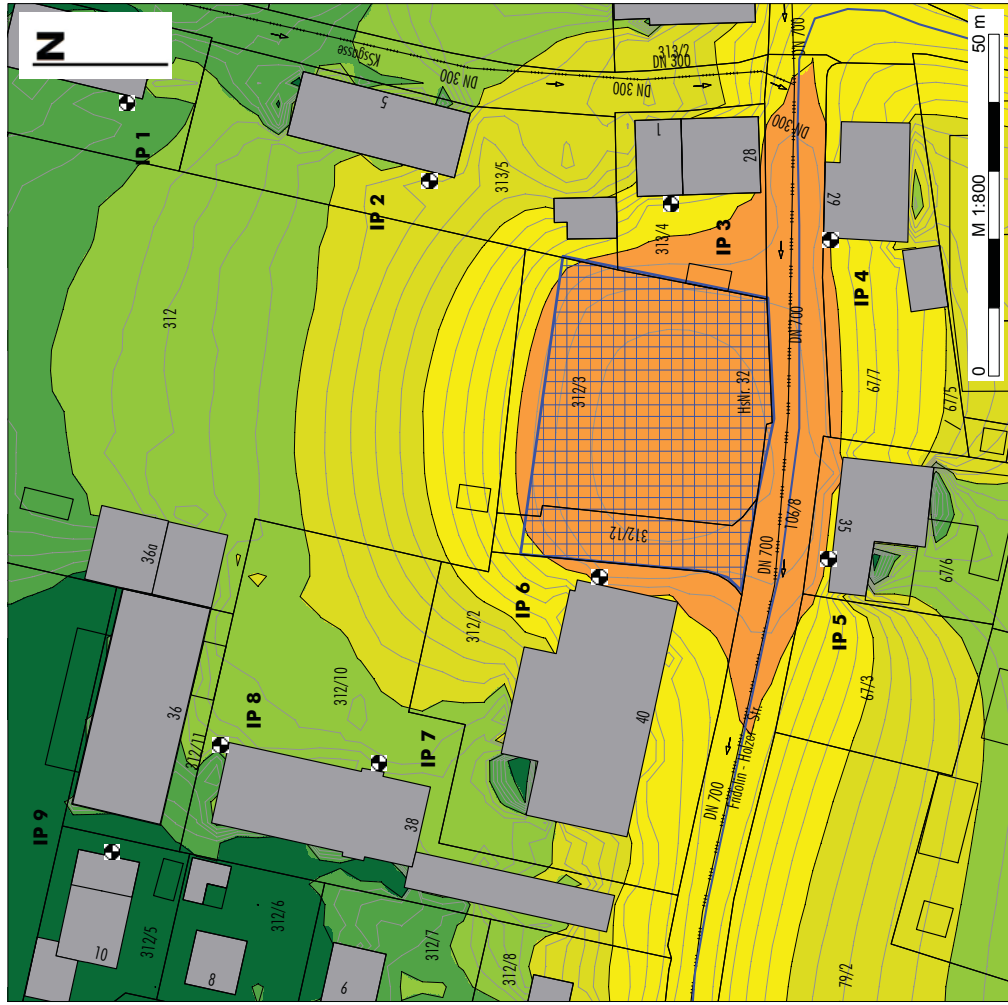 N
IP 1
Kßsgasse
DN 300
5
313/2
DN 300
DN 700
312
IP 2
313/5
DN 300
1
28
DN 300
313/4
IP 3
29
IP 4
50 m
M 1:800
0
36a
312/3
HsNr. 32
DN 700
67/7
67/5
312/12
106/8
DN 700
35
67/6
IP 6
312/2
IP 5
36
IP 8
312/10
312/11
IP 7
40
67/3
DN 700
Fridolin - Holzer - Str.
38
IP 9
10
312/5
312/6
8
6
312/7
312/8
79/2